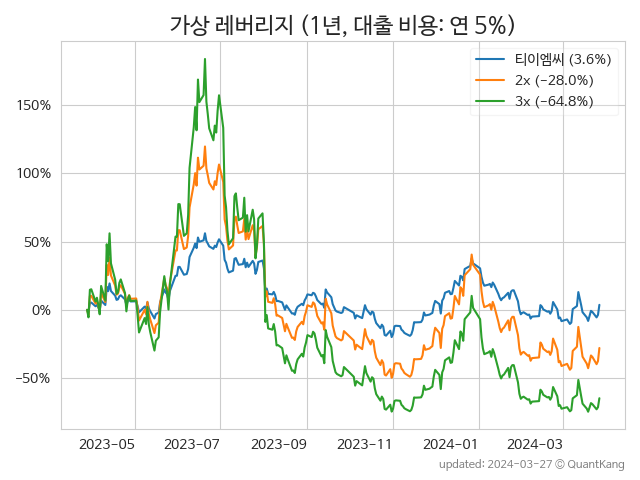 가상 레버리지 (1년, 대출 비용: 연 5%)
티이엠씨 (3.6%)
2x (−28.0%)
3x (−64.8%)
150%
100%
50%
0%
−50%
2023-05 2023-07 2023-09 2023-11 2024-01 2024-03
updated: 2024-03-27 © QuantKang